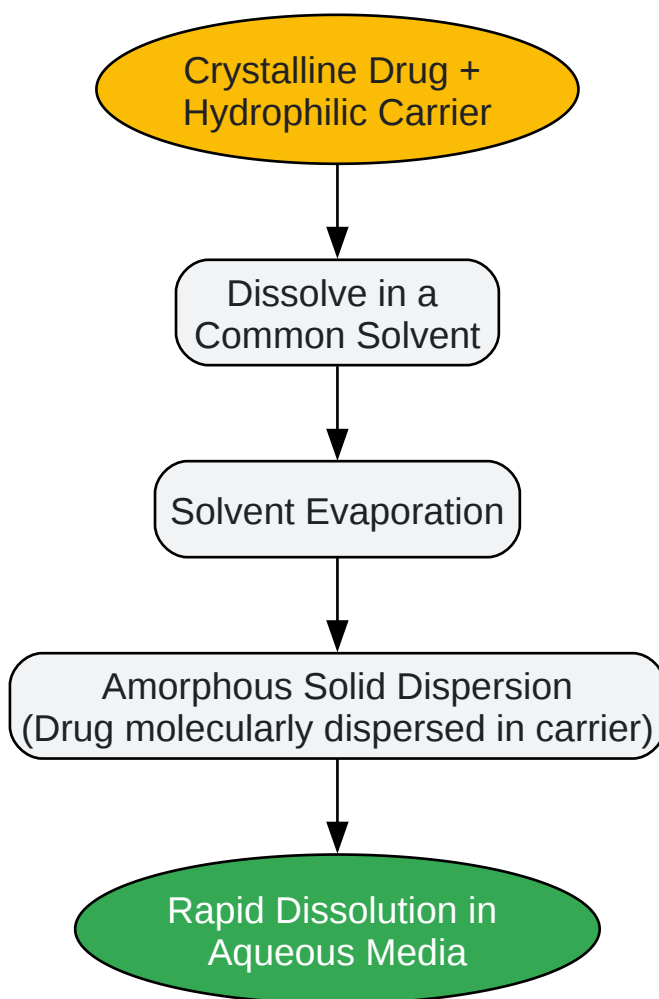 Crystalline Drug +
Hydrophilic Carrier
Dissolve in a
Common Solvent
Solvent Evaporation
Amorphous Solid Dispersion
(Drug molecularly dispersed in carrier)
Rapid Dissolution in
Aqueous Media